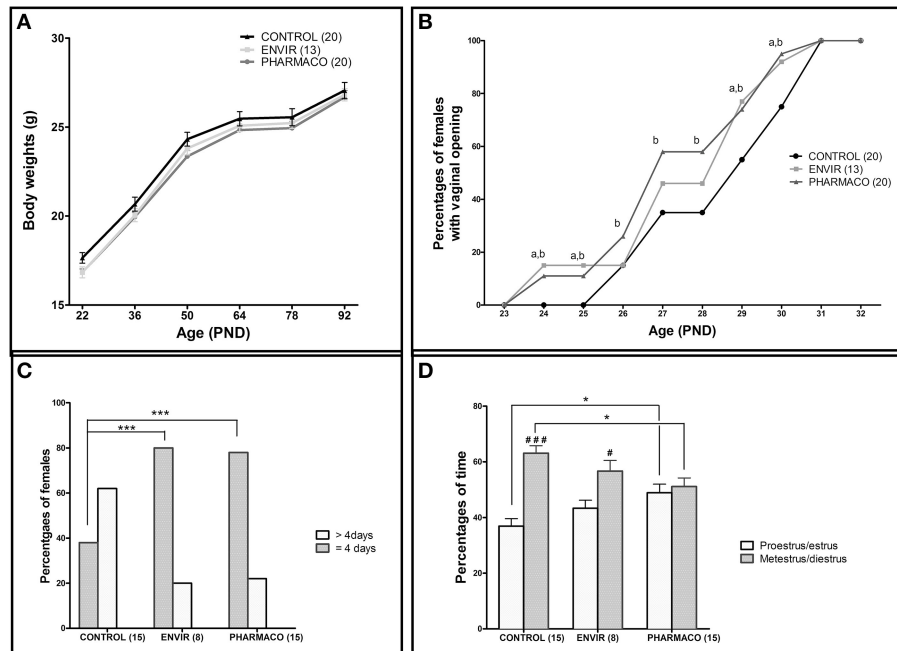 A
CONTROL (20)
ENVIR (13)
PHARMACO (20)
Body weights (g)
30
25
20
15
22 36 50 64 78 92
Age (PND)
B
Percentages of females
with vaginal opening
100
80
60
40
20
0
a,b a,b b b b a,b a,b
CONTROL (20)
ENVIR (13)
PHARMACO (20)
23 24 25 26 27 28 29 30 31 32
Age (PND)
C
Percentgaes of females
80
60
40
20
0
***
***
> 4days
= 4 days
CONTROL (15) ENVIR (8) PHARMACO (15)
D
Percentages of time
80
60
40
20
0
*
*
###
#
Proestrus/estrus
Metestrus/diestrus
CONTROL (15) ENVIR (8) PHARMACO (15)